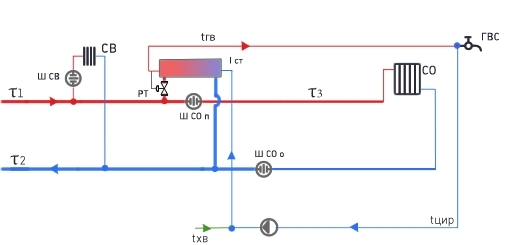 tгв
ГВС
СВ
I ст
Ш СВ
СО
РТ
τ1
τ3
Ш СО п
Ш СО о
τ2
tцир
tхв